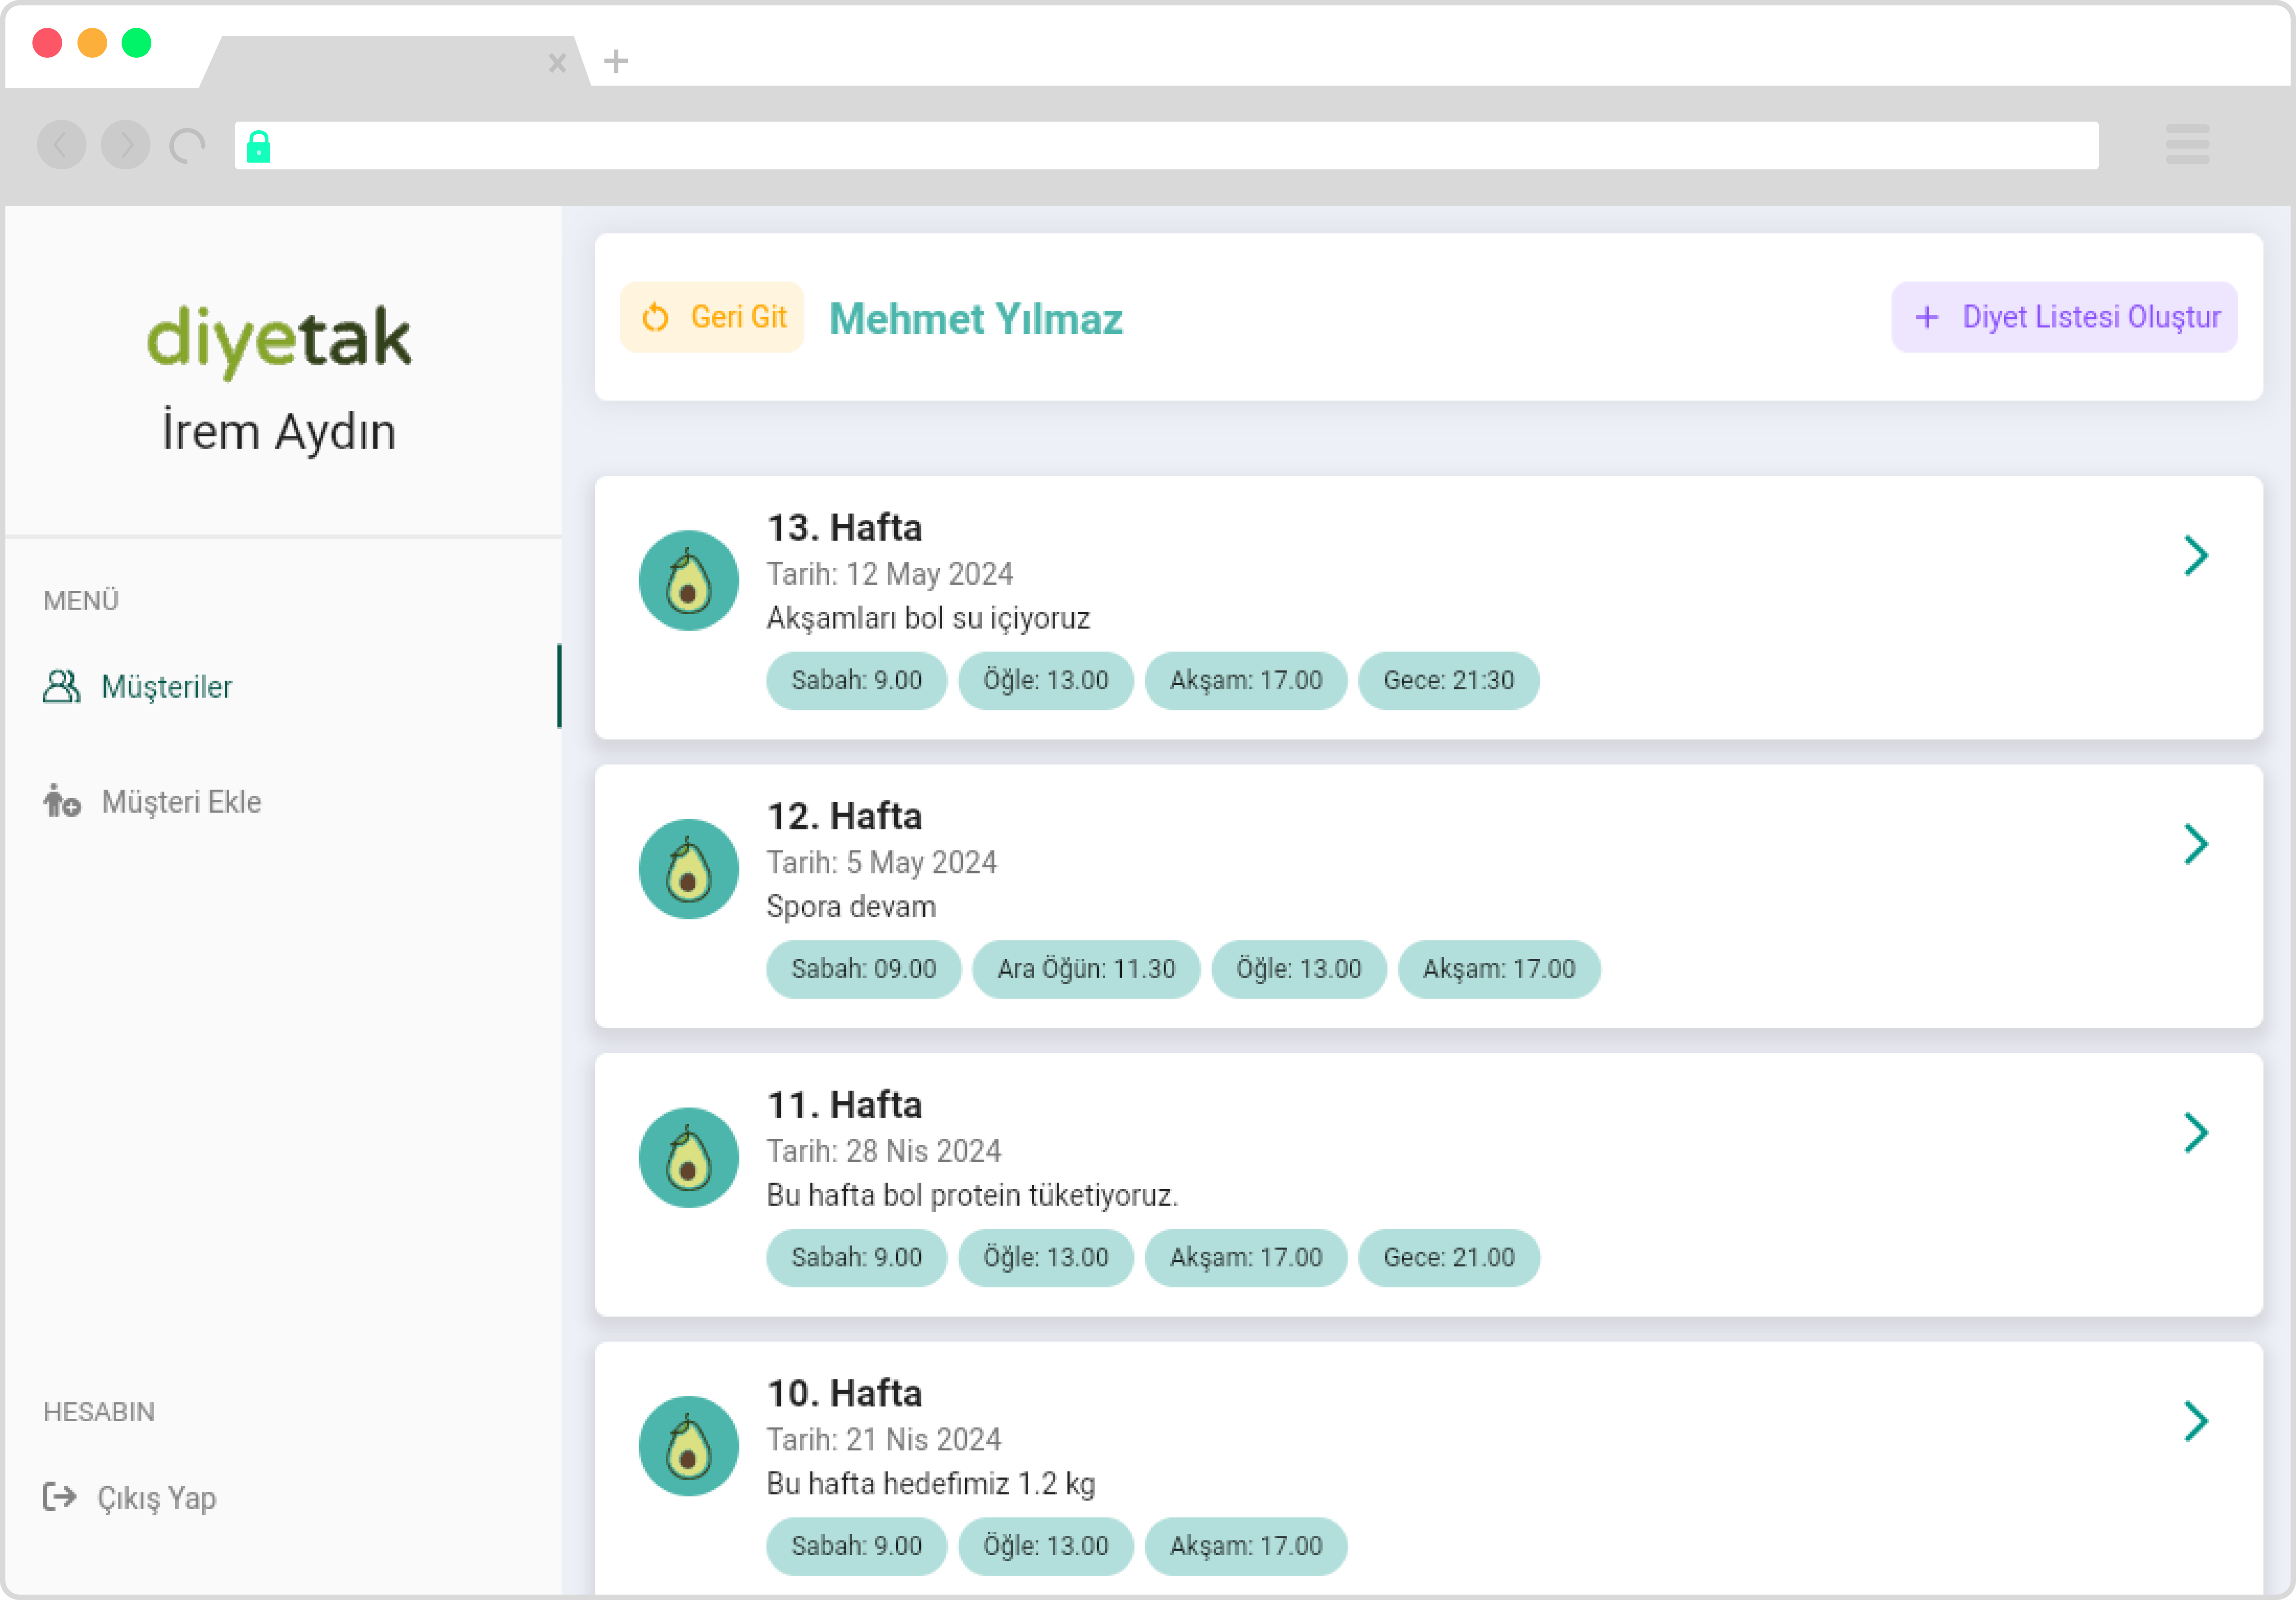 diyetak
İrem Aydın
MENÜ
Müşteriler
Müşteri Ekle
HESABIN
Çıkış Yap
Geri Git
Mehmet Yılmaz
+ Diyet Listesi Oluştur
13. Hafta
Tarih: 12 May 2024
Akşamları bol su içiyoruz
Sabah: 9.00 Öğle: 13.00 Akşam: 17.00 Gece: 21:30
12. Hafta
Tarih: 5 May 2024
Spora devam
Sabah: 09.00 Ara Öğün: 11.30 Öğle: 13.00 Akşam: 17.00
11. Hafta
Tarih: 28 Nis 2024
Bu hafta bol protein tüketiyoruz.
Sabah: 9.00 Öğle: 13.00 Akşam: 17.00 Gece: 21.00
10. Hafta
Tarih: 21 Nis 2024
Bu hafta hedefimiz 1.2 kg
Sabah: 9.00 Öğle: 13.00 Akşam: 17.00